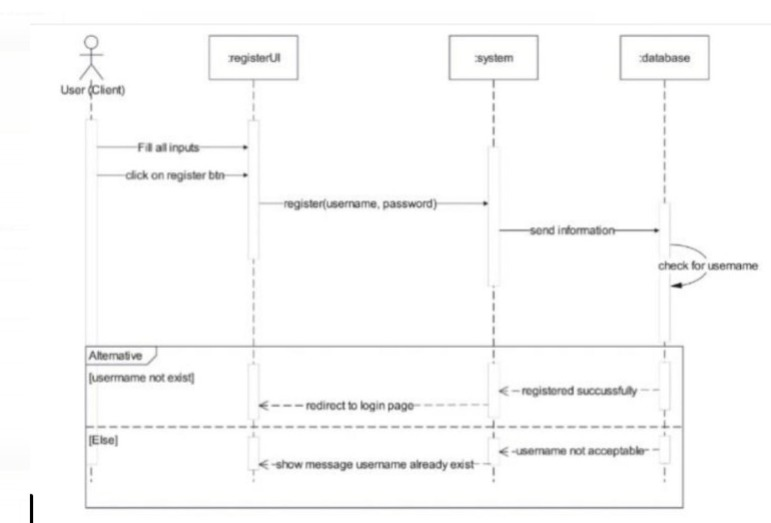 :registerUI
:system
:database
User (Client)
Fill all inputs
click on register btn
register(username, password)
send information
check for username
Alternative
[username not exist]
registered succussfully
redirect to login page
[Else]
username not acceptable
show message username already exist